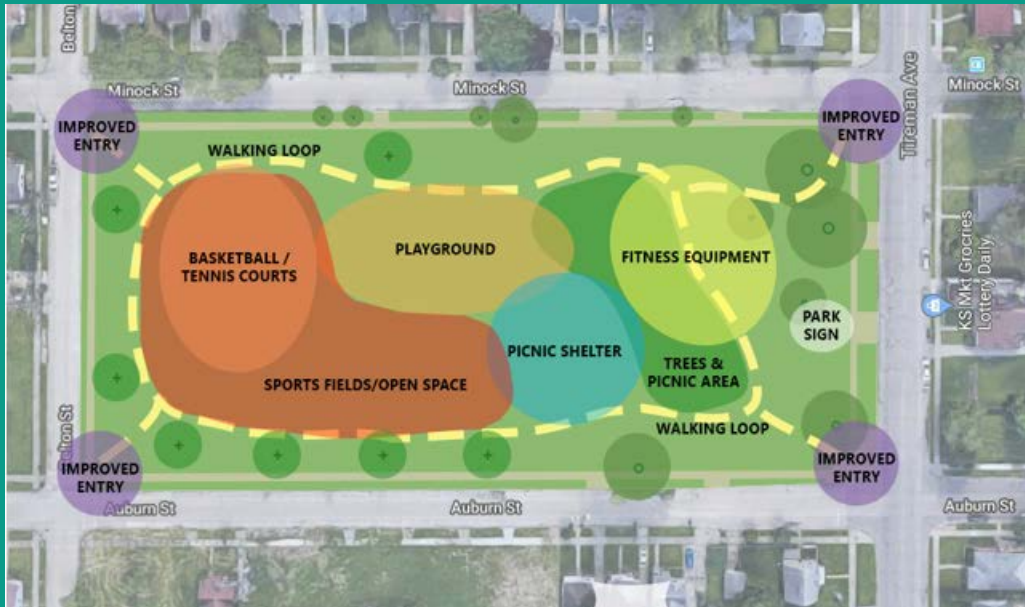 Belton
Minock St
Minock St
Minock St
Tireman Ave
IMPROVED
ENTRY
IMPROVED
ENTRY
WALKING LOOP
PLAYGROUND
BASKETBALL /
TENNIS COURTS
FITNESS EQUIPMENT
KS Mkt Grocries
Lottery Daily
PARK
SIGN
PICNIC SHELTER
TREES &
PICNIC AREA
SPORTS FIELDS/OPEN SPACE
WALKING LOOP
IMPROVED
ENTRY
IMPROVED
ENTRY
Auburn St
Auburn St
Auburn St